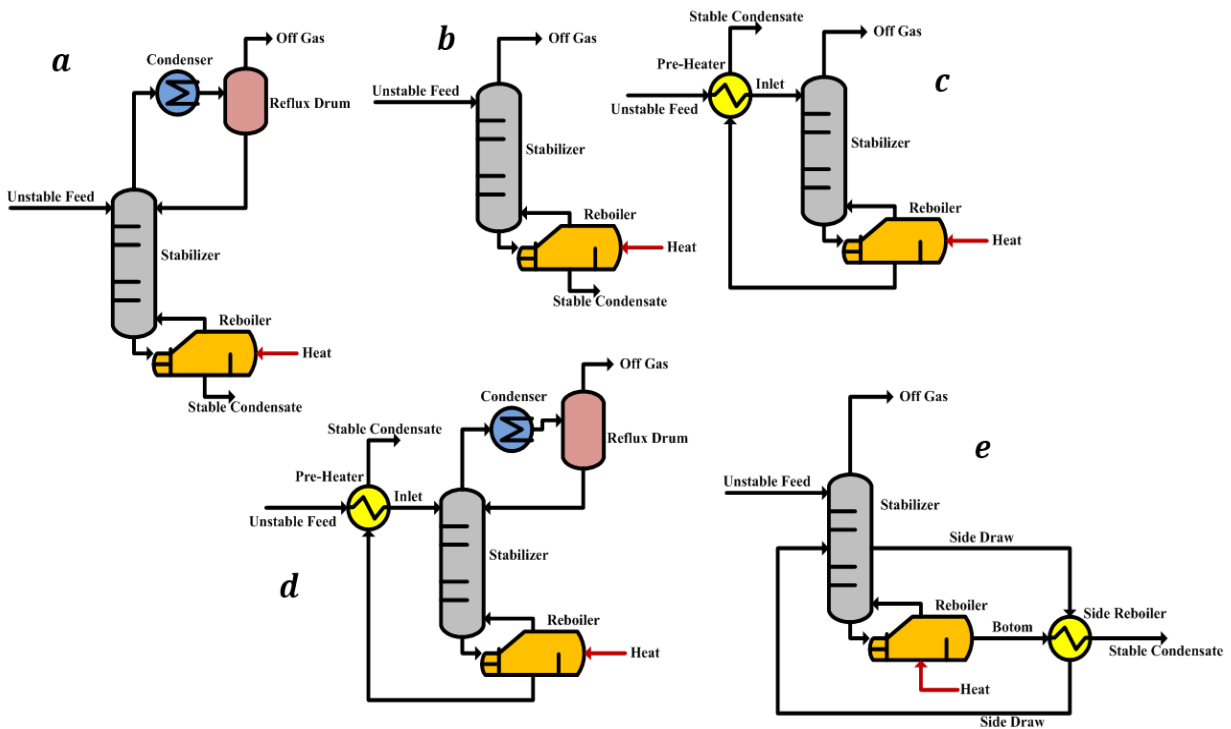 a
Off Gas
Condenser
Reflux Drum
Unstable Feed
Stabilizer
Reboiler
Heat
Stable Condensate
b
Off Gas
Unstable Feed
Stabilizer
Reboiler
Heat
Stable Condensate
c
Stable Condensate
Off Gas
Pre-Heater
Inlet
Unstable Feed
Stabilizer
Reboiler
Heat
d
Off Gas
Condenser
Stable Condensate
Reflux Drum
Pre-Heater
Inlet
Unstable Feed
Stabilizer
Reboiler
Heat
e
Off Gas
Unstable Feed
Stabilizer
Side Draw
Reboiler
Side Reboiler
Botom
Stable Condensate
Heat
Side Draw